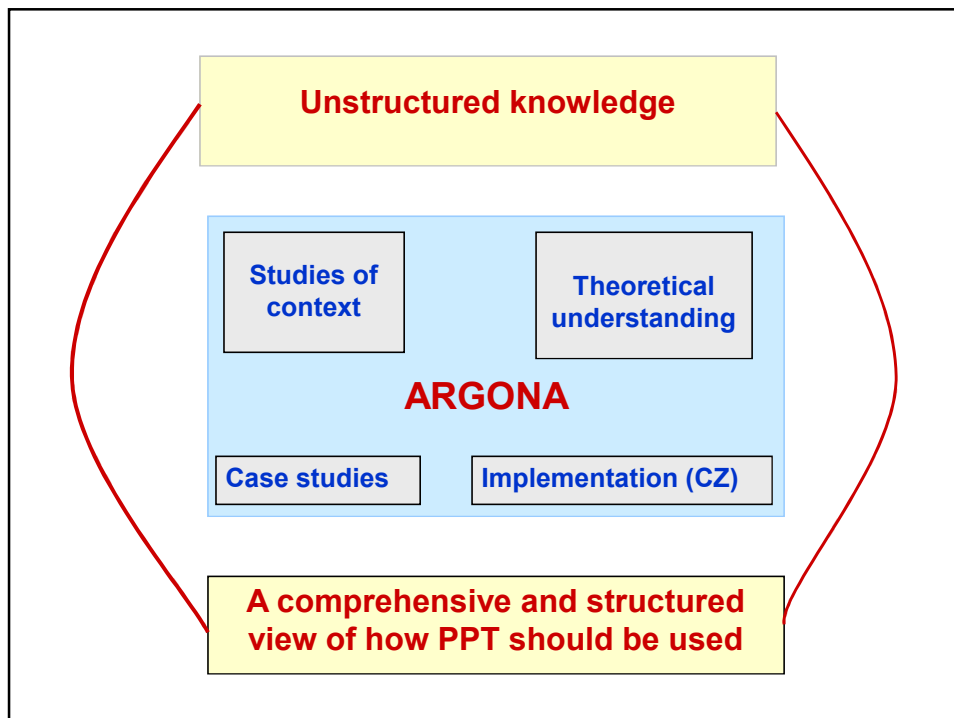 Unstructured knowledge
Studies of
context
Theoretical
understanding
ARGONA
Case studies
Implementation (CZ)
A comprehensive and structured
view of how PPT should be used